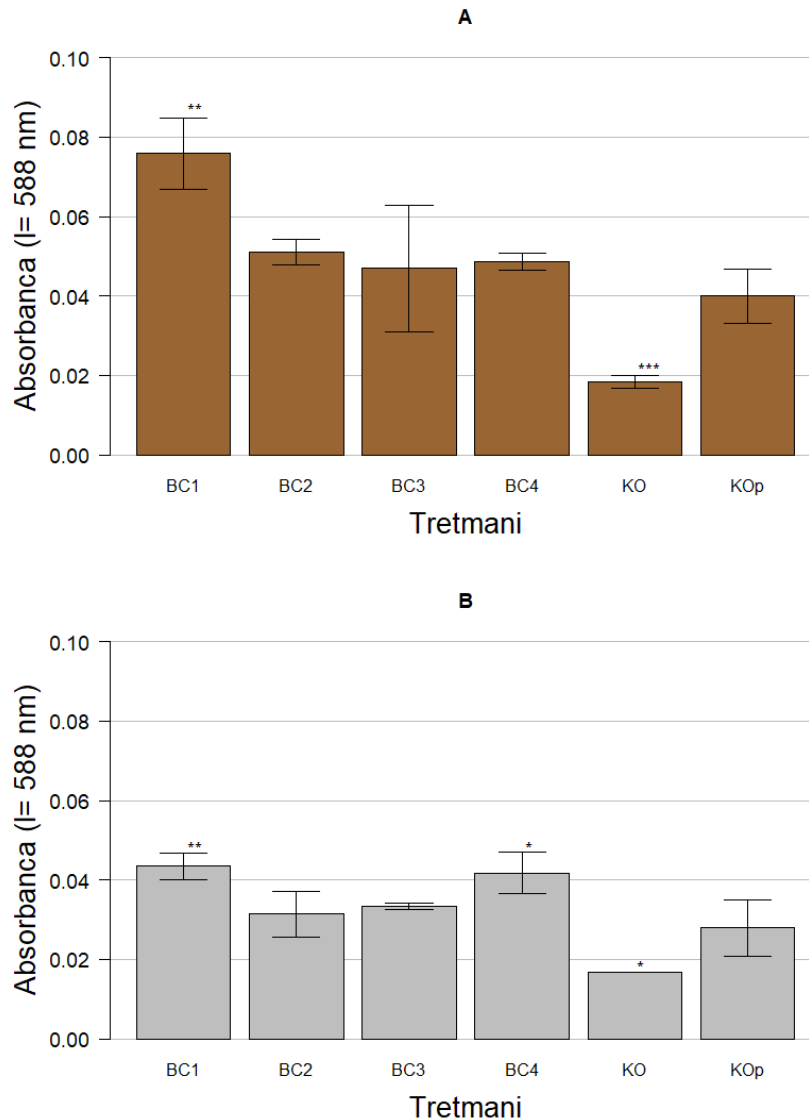 A
Absorbanca (l= 588 nm)
0.10
0.08
0.06
0.04
0.02
0.00
**
***
BC1 BC2 BC3 BC4 KO KOp
Tretmani
B
Absorbanca (l= 588 nm)
0.10
0.08
0.06
0.04
0.02
0.00
** *
*
BC1 BC2 BC3 BC4 KO KOp
Tretmani